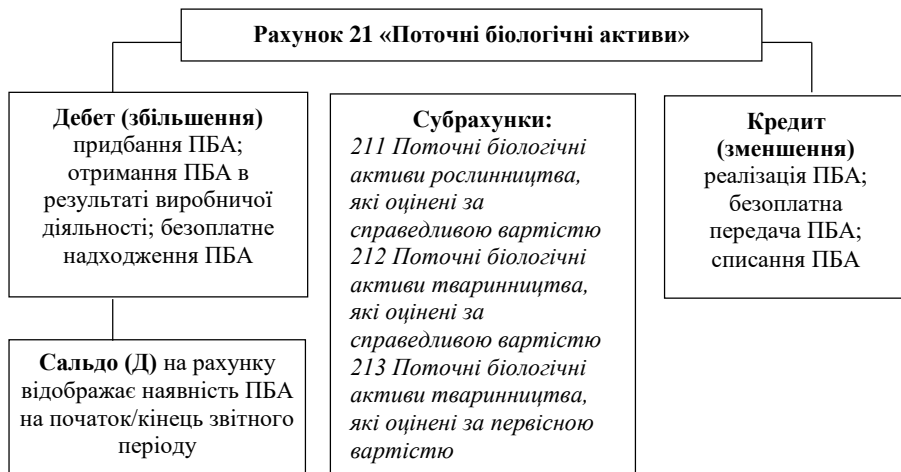 Рахунок 21 «Поточні біологічні активи»
Дебет (збільшення)
придбання ПБА;
отримання ПБА в
результаті виробничої
діяльності; безоплатне
надходження ПБА
Сальдо (Д) на рахунку
відображає наявність ПБА
на початок/кінець звітного
періоду
Субрахунки:
211 Поточні біологічні
активи рослинництва,
які оцінені за
справедливою вартістю
212 Поточні біологічні
активи тваринництва,
які оцінені за
справедливою вартістю
213 Поточні біологічні
активи тваринництва,
які оцінені за первісною
вартістю
Кредит
(зменшення)
реалізація ПБА;
безоплатна
передача ПБА;
списання ПБА